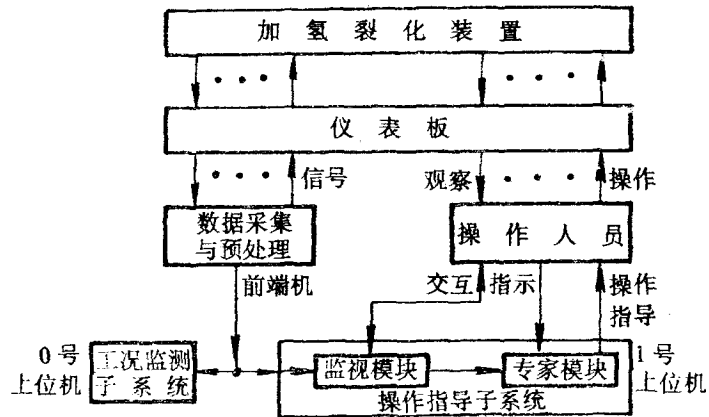 加氢裂化装置
仪表板
信号
观察
操作
数据采集
与预处理
操作人员
前端机
交互
指示
操作
指导
0号
上位机
工况监测
子系统
监视模块
专家模块
1号
上位机
操作指导子系统